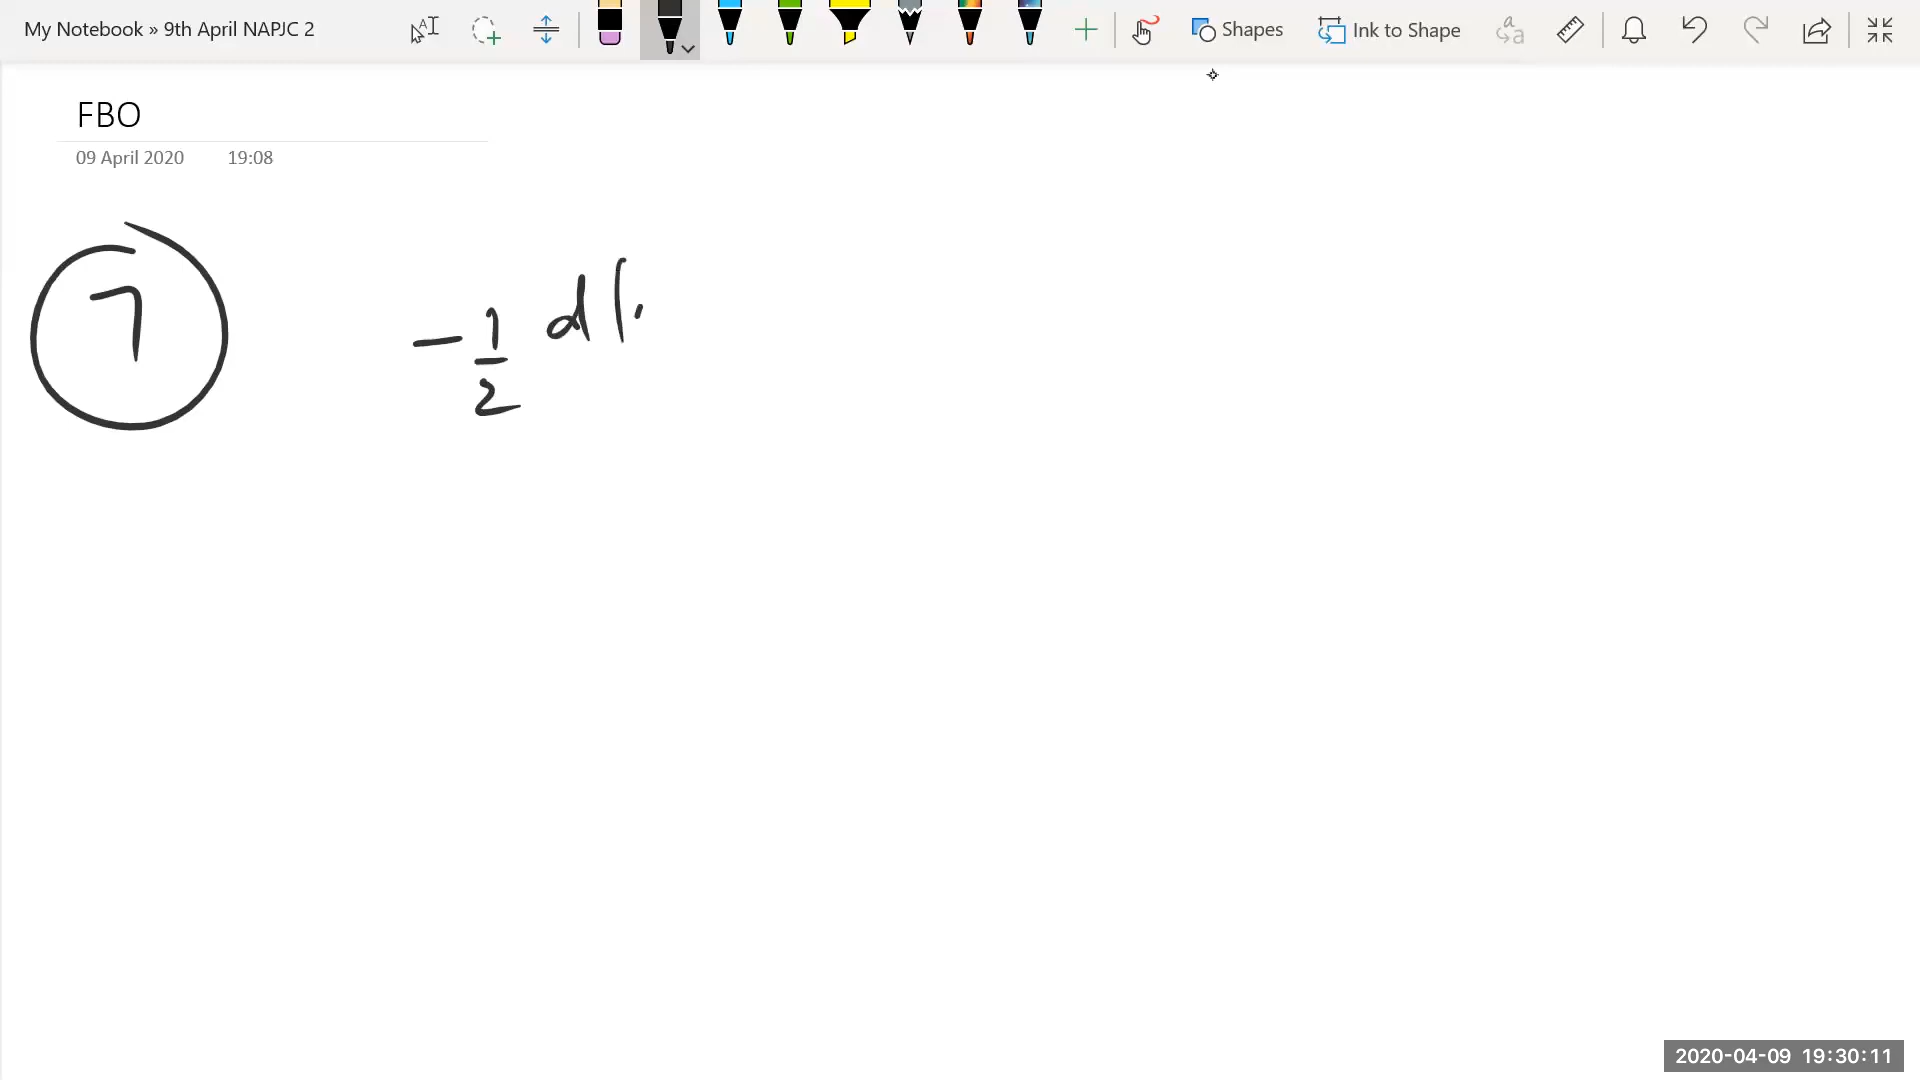 My Notebook » 9th April NAPJC 2 Shapes Ink to Shape
FBO
09 April 2020 19:08
7
- 1/2 d(
2020-04-09 19:30:11